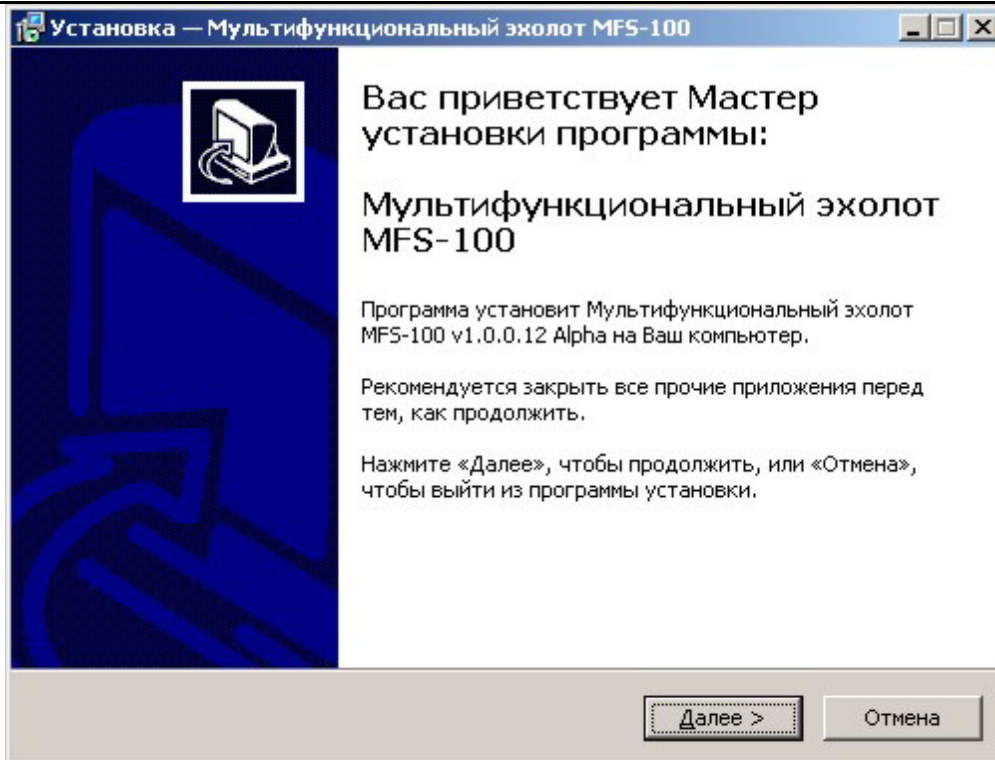 Установка — Мультифункциональный эхолот MFS-100
Вас приветствует Мастер
установки программы:
Мультифункциональный эхолот
MFS-100
Программа установит Мультифункциональный эхолот
MFS-100 v1.0.0.12 Alpha на Ваш компьютер.
Рекомендуется закрыть все прочие приложения перед
тем, как продолжить.
Нажмите «Далее», чтобы продолжить, или «Отмена»,
чтобы выйти из программы установки.
Далее >
Отмена